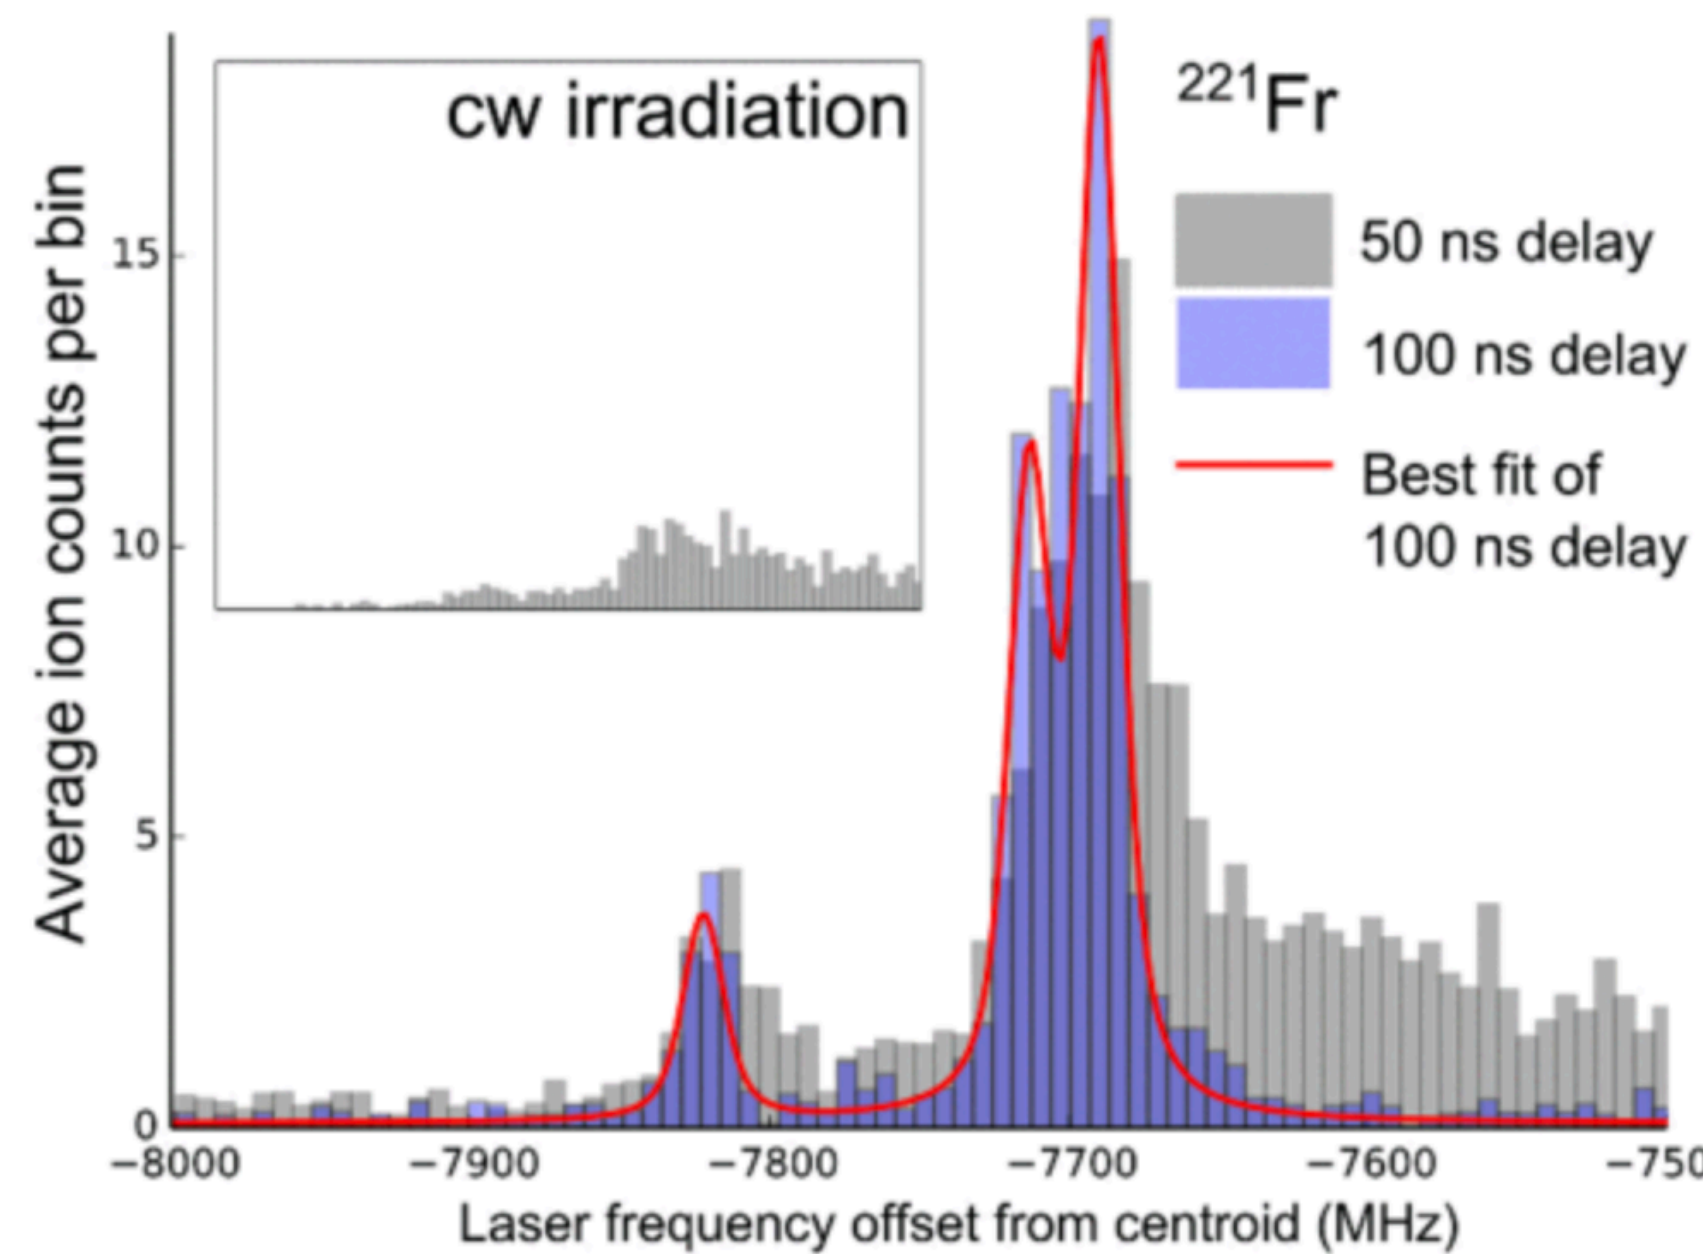 cw irradiation
²²¹Fr
50 ns delay
100 ns delay
Best fit of
100 ns delay
Average ion counts per bin
15
10
5
0
−8000 −7900 −7800 −7700 −7600 −750
Laser frequency offset from centroid (MHz)